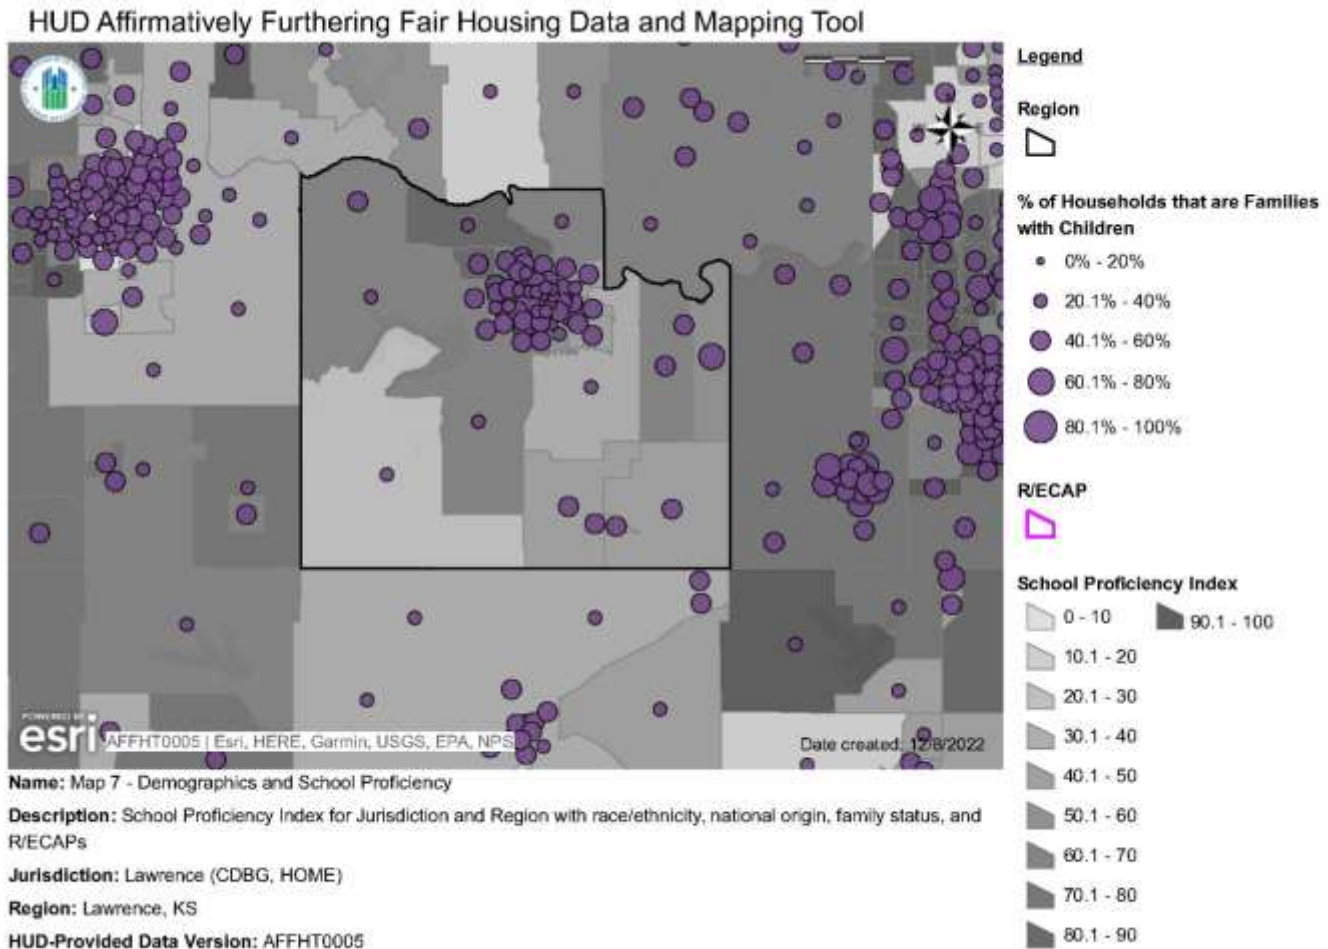 HUD Affirmatively Furthering Fair Housing Data and Mapping Tool
Legend
Region
% of Households that are Families
with Children
0% - 20%
20.1% - 40%
40.1% - 60%
60.1% - 80%
80.1% - 100%
R/ECAP
School Proficiency Index
0 - 10
90.1 - 100
10.1 - 20
20.1 - 30
30.1 - 40
40.1 - 50
50.1 - 60
60.1 - 70
70.1 - 80
80.1 - 90
POWERED BY
esri
AFFHT0005 | Esri, HERE, Garmin, USGS, EPA, NPS
Date created: 12/8/2022
Name: Map 7 - Demographics and School Proficiency
Description: School Proficiency Index for Jurisdiction and Region with race/ethnicity, national origin, family status, and
R/ECAPs
Jurisdiction: Lawrence (CDBG, HOME)
Region: Lawrence, KS
HUD-Provided Data Version: AFFHT0005